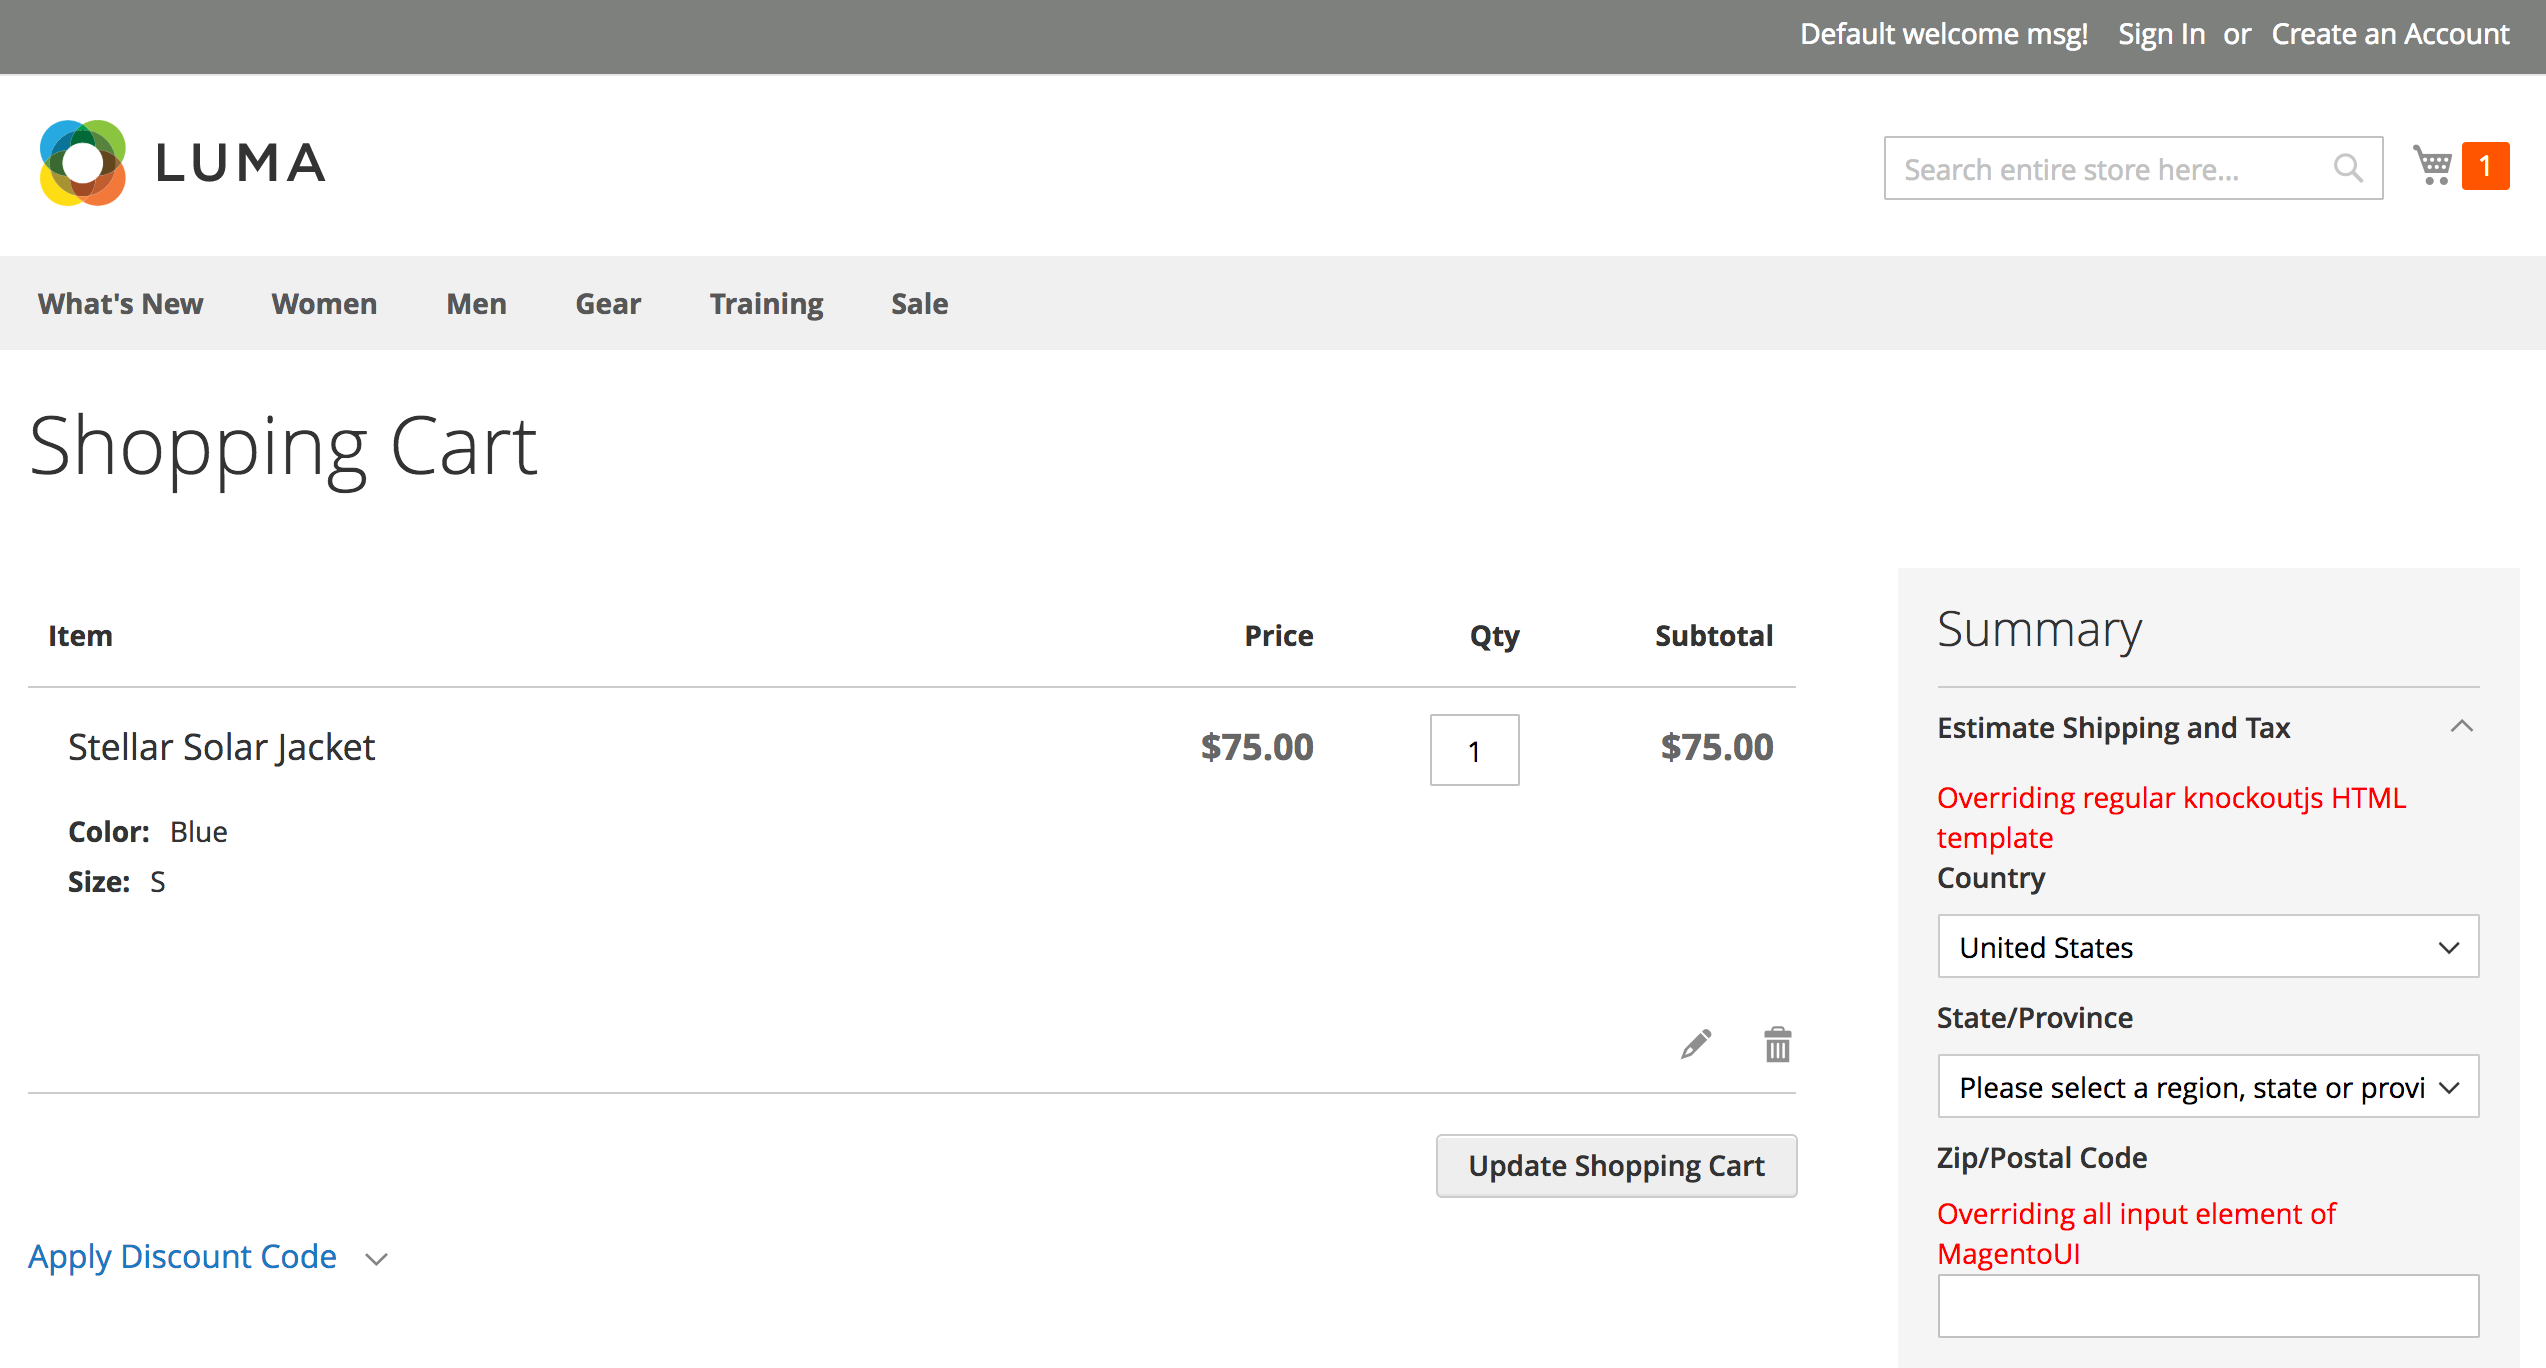 Default welcome msg! Sign In or Create an Account
LUMA
Search entire store here...
1
What's New Women Men Gear Training Sale
Shopping Cart
Item Price Qty Subtotal
Stellar Solar Jacket $75.00 1 $75.00
Color: Blue
Size: S
Update Shopping Cart
Apply Discount Code
Summary
Estimate Shipping and Tax
Overriding regular knockoutjs HTML
template
Country
United States
State/Province
Please select a region, state or provi
Zip/Postal Code
Overriding all input element of
MagentoUI